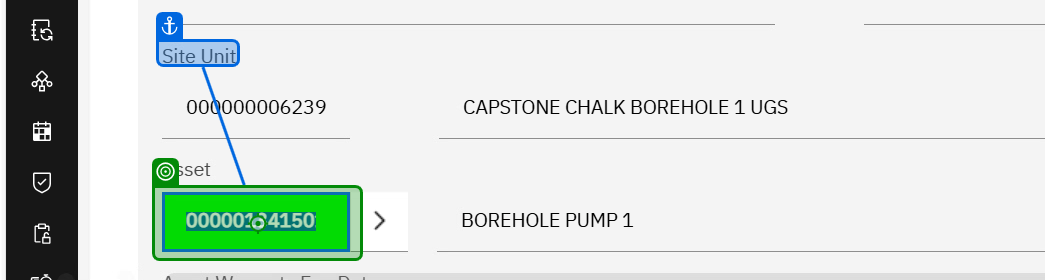 Site Unit
000000006239 CAPSTONE CHALK BOREHOLE 1 UGS
sset
BOREHOLE PUMP 1